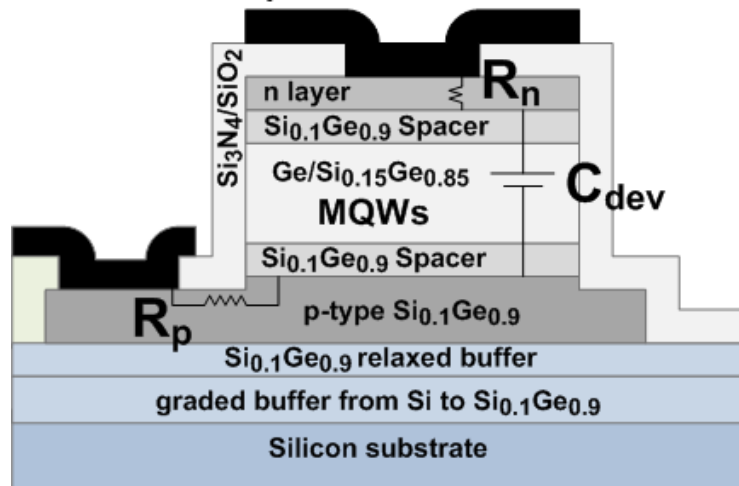 Si₃N₄/SiO₂
n layer
Rₙ
Si₀.₁Ge₀.₉ Spacer
Ge/Si₀.₁₅Ge₀.₈₅
MQWs
C_dev
Si₀.₁Ge₀.₉ Spacer
Rₚ
p-type Si₀.₁Ge₀.₉
Si₀.₁Ge₀.₉ relaxed buffer
graded buffer from Si to Si₀.₁Ge₀.₉
Silicon substrate